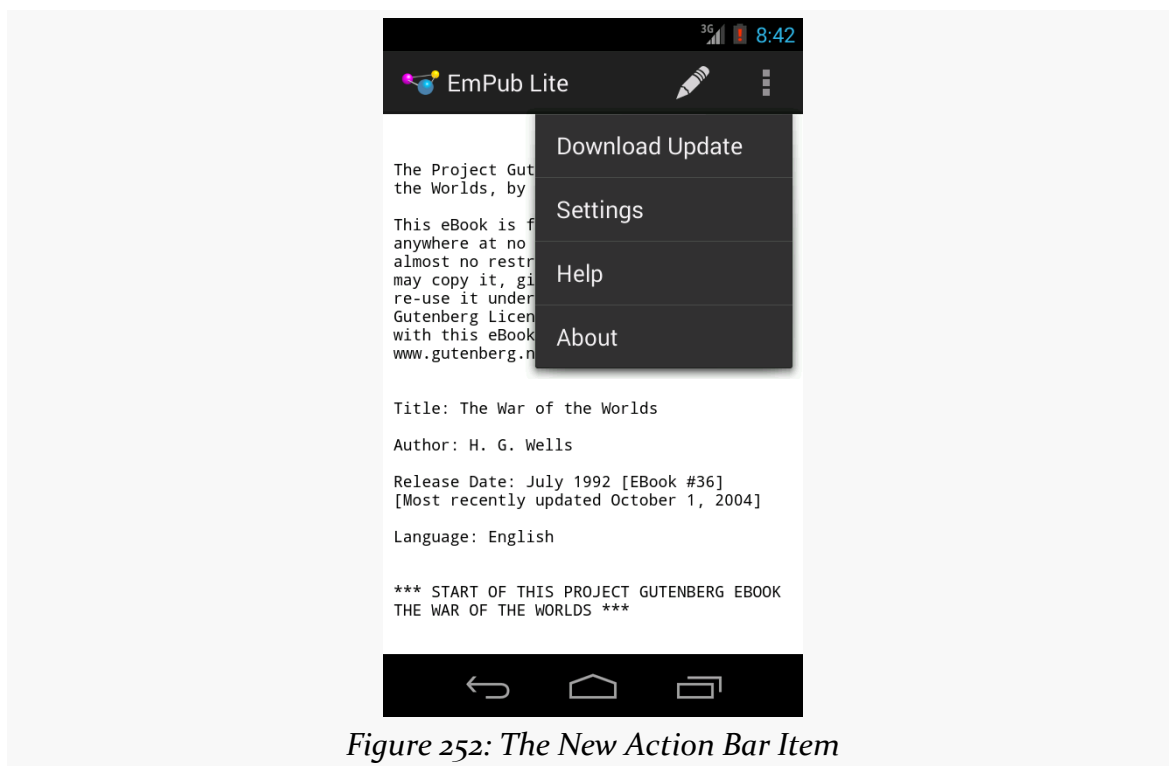 3G 8:42
EmPub Lite
Download Update
Settings
Help
About
The Project Gut
the Worlds, by
This eBook is f
anywhere at no
almost no restr
may copy it, gi
re-use it under
Gutenberg Licen
with this eBook
www.gutenberg.n
Title: The War of the Worlds
Author: H. G. Wells
Release Date: July 1992 [EBook #36]
[Most recently updated October 1, 2004]
Language: English
*** START OF THIS PROJECT GUTENBERG EBOOK
THE WAR OF THE WORLDS ***
Figure 252: The New Action Bar Item